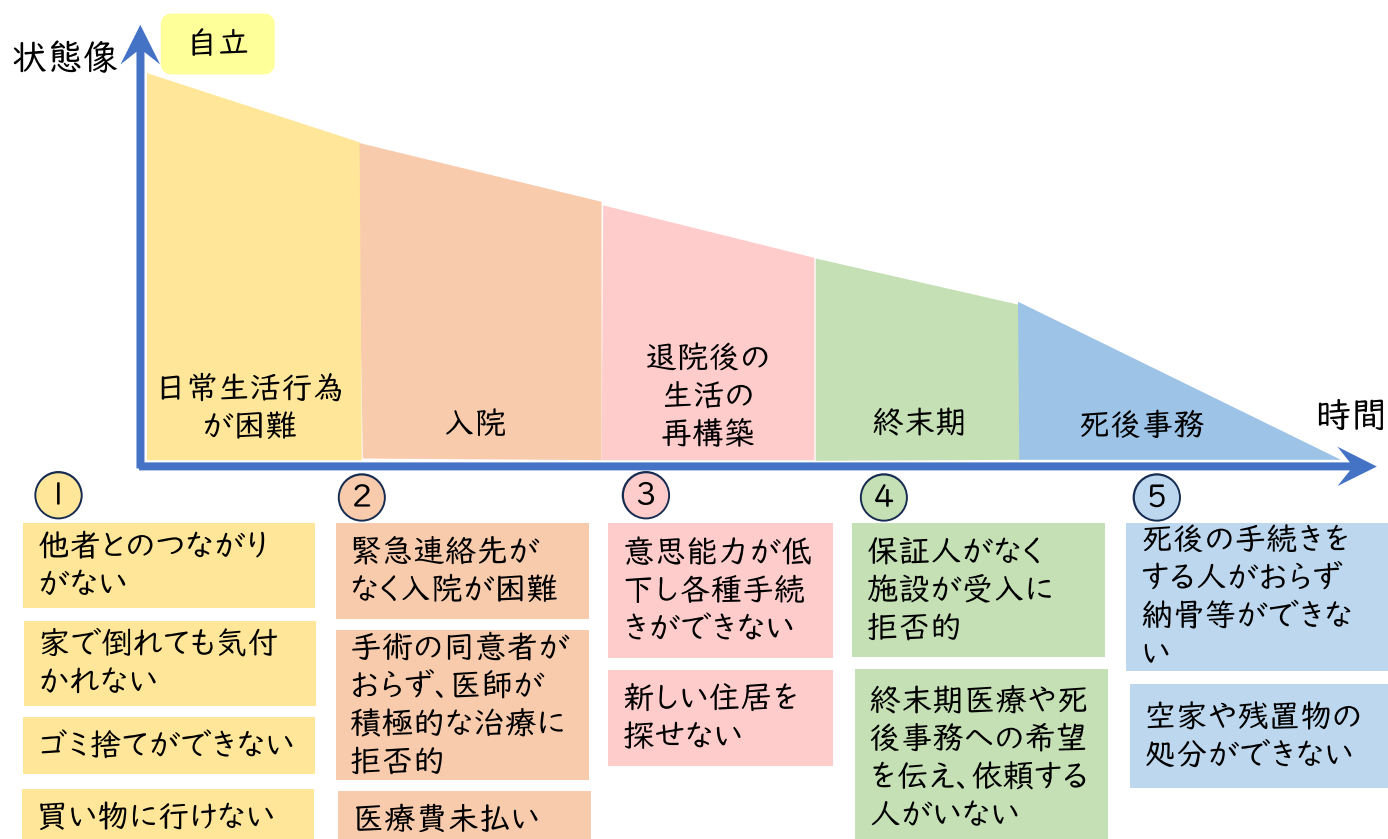 状態像
自立
日常生活行為
が困難
入院
退院後の
生活の
再構築
終末期
死後事務
時間
1
他者とのつながり
がない
家で倒れても気付
かれない
ゴミ捨てができない
買い物に行けない
2
緊急連絡先が
なく入院が困難
手術の同意者が
おらず、医師が
積極的な治療に
拒否的
医療費未払い
3
意思能力が低
下し各種手続
きができない
新しい住居を
探せない
4
保証人がなく
施設が受入に
拒否的
終末期医療や死
後事務への希望
を伝え、依頼する
人がいない
5
死後の手続きを
する人がおらず
納骨等ができな
い
空家や残置物の
処分ができない